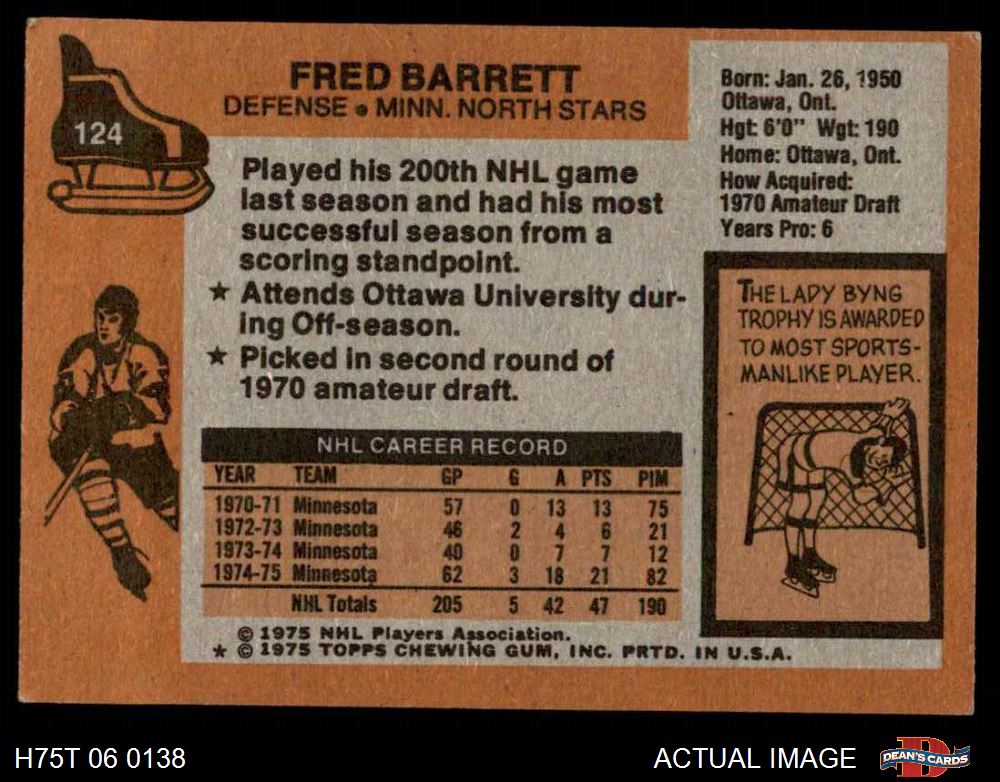 124
FRED BARRETT
DEFENSE • MINN. NORTH STARS
Played his 200th NHL game
last season and had his most
successful season from a
scoring standpoint.
★ Attends Ottawa University dur-
ing Off-season.
★ Picked in second round of
1970 amateur draft.
NHL CAREER RECORD
YEAR TEAM GP G A PTS PIM
1970-71 Minnesota 57 0 13 13 75
1972-73 Minnesota 46 2 4 6 21
1973-74 Minnesota 40 0 7 7 12
1974-75 Minnesota 62 3 18 21 82
NHL Totals 205 5 42 47 190
© 1975 NHL Players Association.
★ © 1975 TOPPS CHEWING GUM, INC. PRTD. IN U.S.A.
Born: Jan. 26, 1950
Ottawa, Ont.
Hgt: 6'0" Wgt: 190
Home: Ottawa, Ont.
How Acquired:
1970 Amateur Draft
Years Pro: 6
THE LADY BYNG
TROPHY IS AWARDED
TO MOST SPORTS-
MANLIKE PLAYER.
H75T 06 0138
ACTUAL IMAGE
DEAN'S CARDS